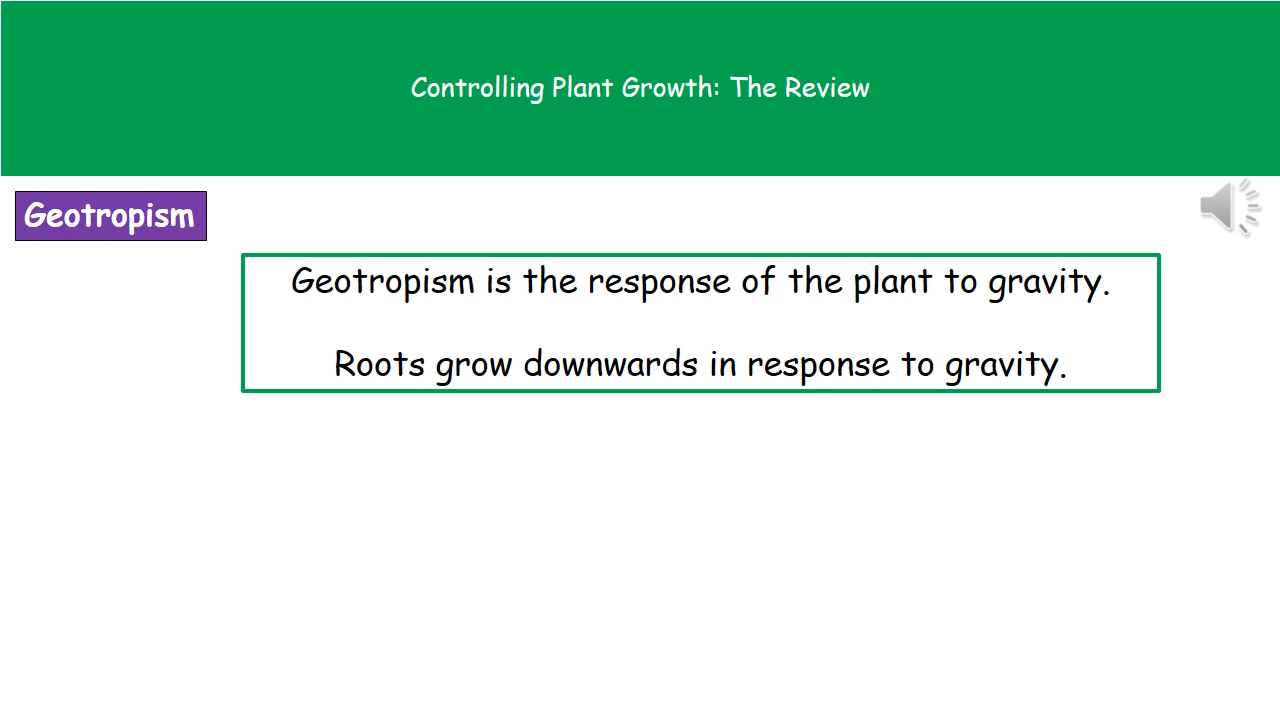 Controlling Plant Growth: The Review
Geotropism
Geotropism is the response of the plant to gravity.
Roots grow downwards in response to gravity.